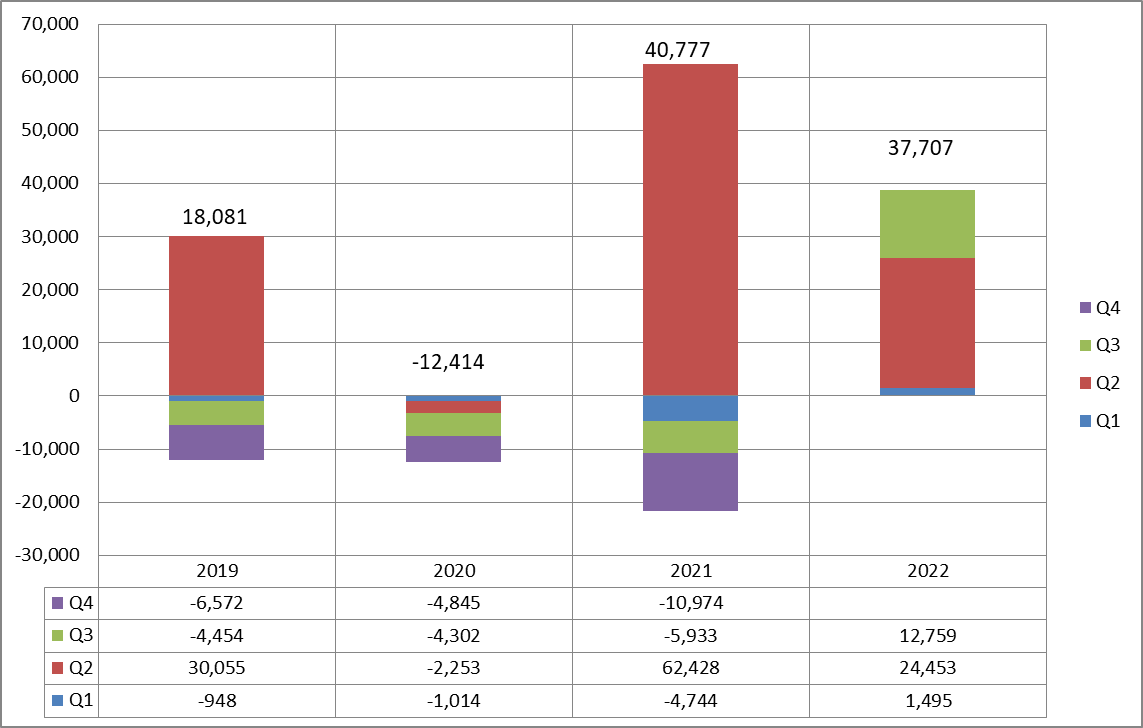 70,000
60,000
50,000
40,000
30,000
20,000
10,000
0
-10,000
-20,000
-30,000
18,081
-12,414
40,777
37,707
Q4
Q3
Q2
Q1
2019 2020 2021 2022
Q4 -6,572 -4,845 -10,974
Q3 -4,454 -4,302 -5,933 12,759
Q2 30,055 -2,253 62,428 24,453
Q1 -948 -1,014 -4,744 1,495